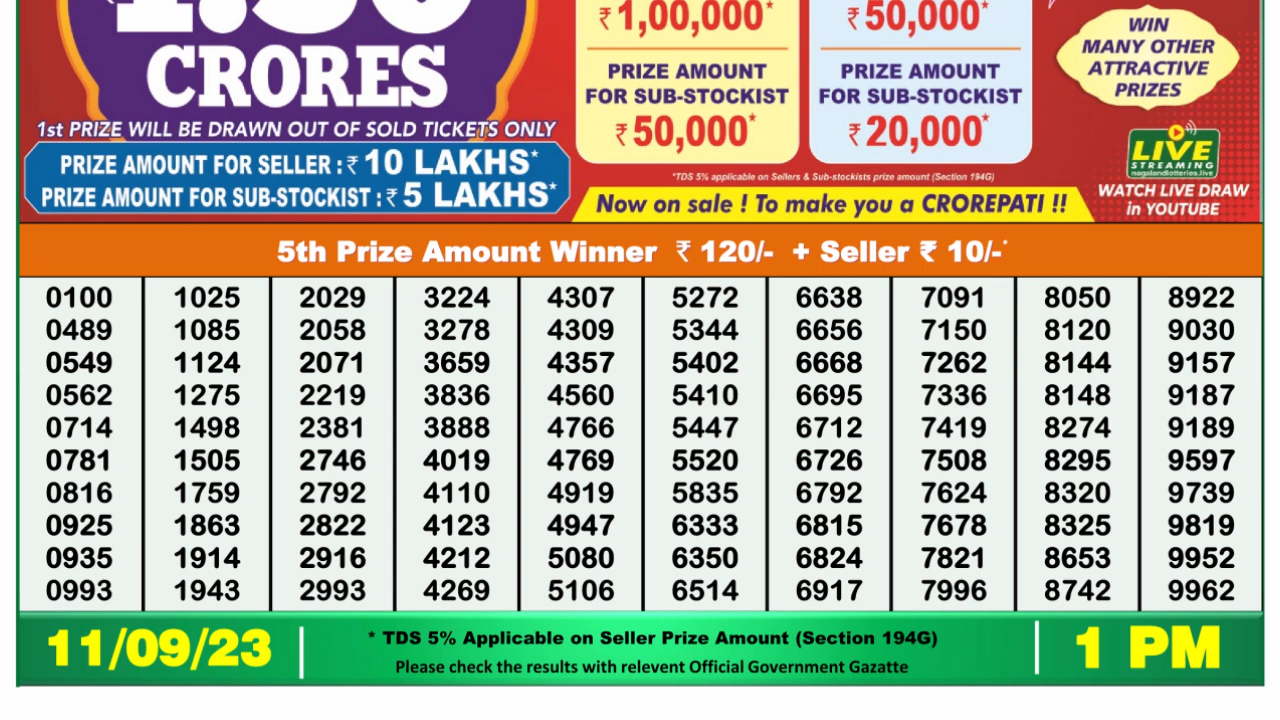 CRORES
1st PRIZE WILL BE DRAWN OUT OF SOLD TICKETS ONLY
PRIZE AMOUNT FOR SELLER : ₹ 10 LAKHS*
PRIZE AMOUNT FOR SUB-STOCKIST : ₹ 5 LAKHS*
₹ 1,00,000*
PRIZE AMOUNT
FOR SUB-STOCKIST
₹ 50,000*
₹ 50,000*
PRIZE AMOUNT
FOR SUB-STOCKIST
₹ 20,000*
*TDS 5% applicable on Sellers & Sub-stockists prize amount (Section 194G)
Now on sale ! To make you a CROREPATI !!
WIN
MANY OTHER
ATTRACTIVE
PRIZES
LIVE
STREAMING
nagalandlotteries.live
WATCH LIVE DRAW
in YOUTUBE
5th Prize Amount Winner ₹ 120/- + Seller ₹ 10/-*
0100 1025 2029 3224 4307 5272 6638 7091 8050 8922
0489 1085 2058 3278 4309 5344 6656 7150 8120 9030
0549 1124 2071 3659 4357 5402 6668 7262 8144 9157
0562 1275 2219 3836 4560 5410 6695 7336 8148 9187
0714 1498 2381 3888 4766 5447 6712 7419 8274 9189
0781 1505 2746 4019 4769 5520 6726 7508 8295 9597
0816 1759 2792 4110 4919 5835 6792 7624 8320 9739
0925 1863 2822 4123 4947 6333 6815 7678 8325 9819
0935 1914 2916 4212 5080 6350 6824 7821 8653 9952
0993 1943 2993 4269 5106 6514 6917 7996 8742 9962
11/09/23
* TDS 5% Applicable on Seller Prize Amount (Section 194G)
Please check the results with relevent Official Government Gazatte
1 PM